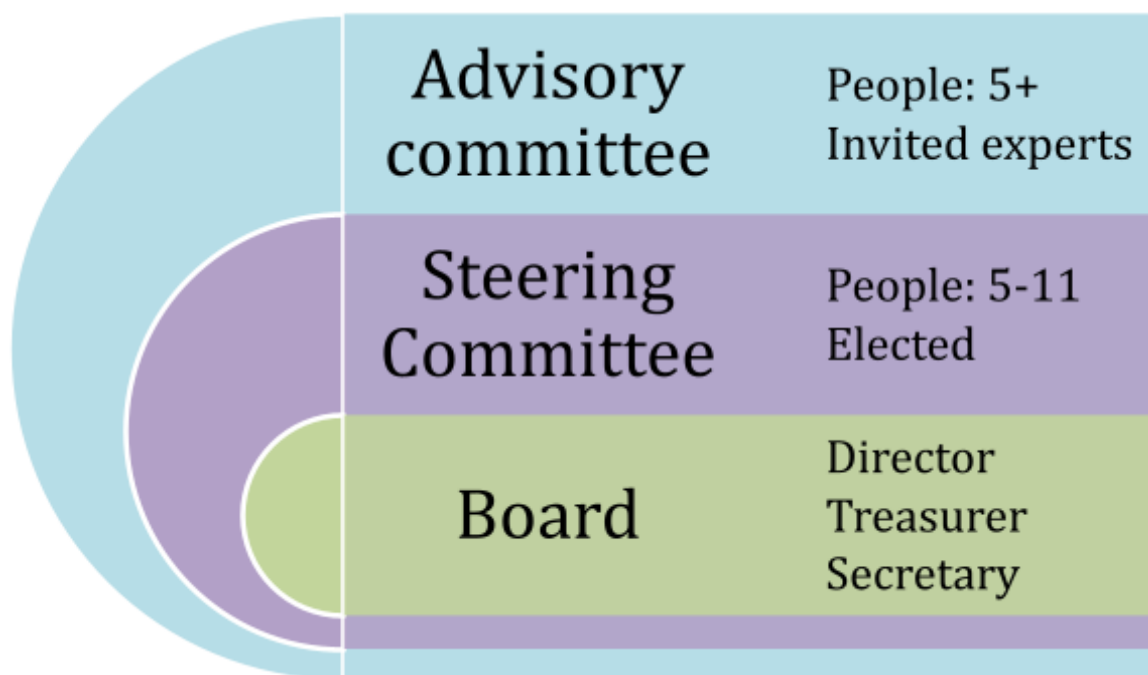 Advisory
committee
People: 5+
Invited experts
Steering
Committee
People: 5-11
Elected
Board
Director
Treasurer
Secretary